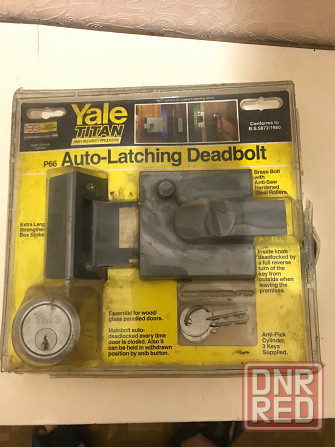 Yale
TITAN
HIGH SECURITY PRODUCTS
Conforms to
B.S.5872/1980
P66 Auto-Latching Deadbolt
Brass Bolt
with
Anti-Saw
Hardened
Steel Rollers.
Extra Long
Strengthened
Box Strike
Inside knob
deadlocked by
a full reverse
turn of the
key from
outside when
leaving the
premises.
Essential for wood/
glass panelled doors.
Mainbolt auto-
deadlocked every time
door is closed. Also it
can be held in withdrawn
position by snib button.
Anti-Pick
Cylinder,
3 Keys
Supplied.
DNR
RED